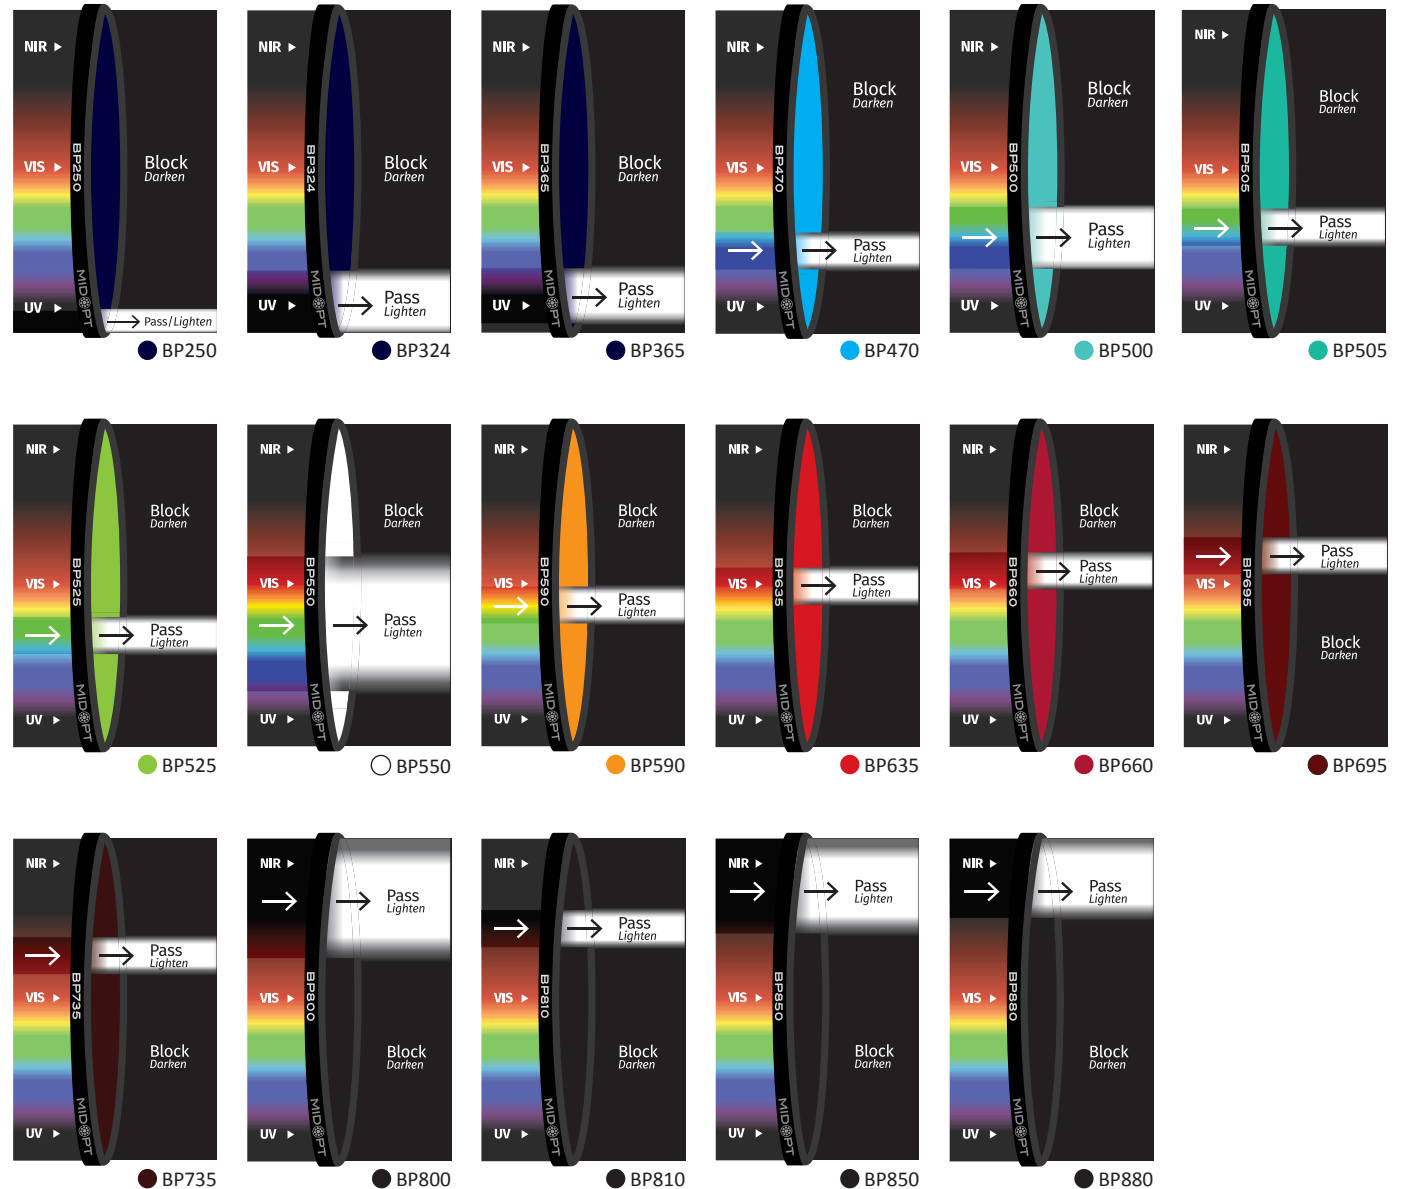 NIR
VIS
UV
BP250
MIDOPT
Block
Darken
Pass/Lighten
BP250
NIR
VIS
UV
BP324
MIDOPT
Block
Darken
Pass
Lighten
BP324
NIR
VIS
UV
BP365
MIDOPT
Block
Darken
Pass
Lighten
BP365
NIR
VIS
UV
BP470
MIDOPT
Block
Darken
Pass
Lighten
BP470
NIR
VIS
UV
BP500
MIDOPT
Block
Darken
Pass
Lighten
BP500
NIR
VIS
UV
BP505
MIDOPT
Block
Darken
Pass
Lighten
BP505
NIR
VIS
UV
BP525
MIDOPT
Block
Darken
Pass
Lighten
BP525
NIR
VIS
UV
BP550
MIDOPT
Block
Darken
Pass
Lighten
BP550
NIR
VIS
UV
BP590
MIDOPT
Block
Darken
Pass
Lighten
BP590
NIR
VIS
UV
BP635
MIDOPT
Block
Darken
Pass
Lighten
BP635
NIR
VIS
UV
BP660
MIDOPT
Block
Darken
Pass
Lighten
BP660
NIR
VIS
UV
BP695
MIDOPT
Pass
Lighten
Block
Darken
BP695
NIR
VIS
UV
BP735
MIDOPT
Pass
Lighten
Block
Darken
BP735
NIR
VIS
UV
BP800
MIDOPT
Pass
Lighten
Block
Darken
BP800
NIR
VIS
UV
BP810
MIDOPT
Pass
Lighten
Block
Darken
BP810
NIR
VIS
UV
BP850
MIDOPT
Pass
Lighten
Block
Darken
BP850
NIR
VIS
UV
BP880
MIDOPT
Pass
Lighten
Block
Darken
BP880